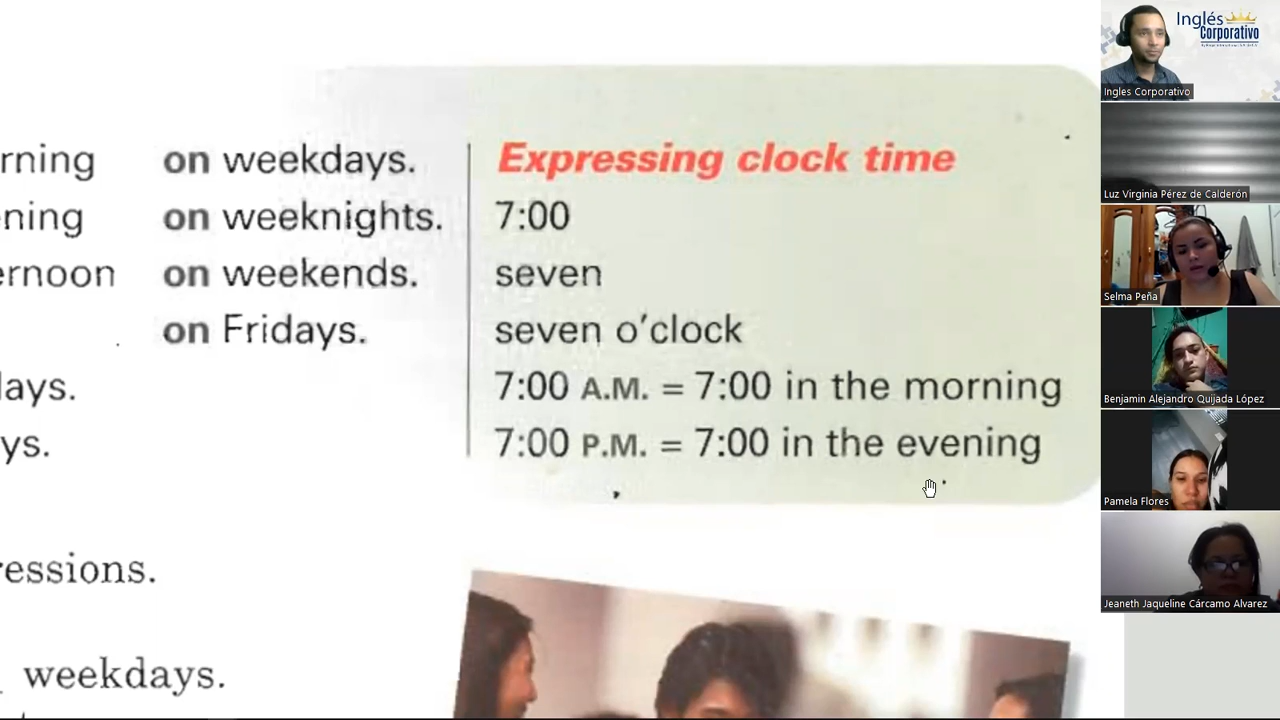 rning on weekdays.
ning on weeknights.
ernoon on weekends.
on Fridays.
lays.
ys.
Expressing clock time
7:00
seven
seven o'clock
7:00 A.M. = 7:00 in the morning
7:00 P.M. = 7:00 in the evening
ressions.
weekdays.
Inglés
Corporativo
Ingles Corporativo
Luz Virginia Pérez de Calderón
Selma Peña
Benjamin Alejandro Quijada López
Pamela Flores
Jeaneth Jaqueline Cárcamo Alvarez